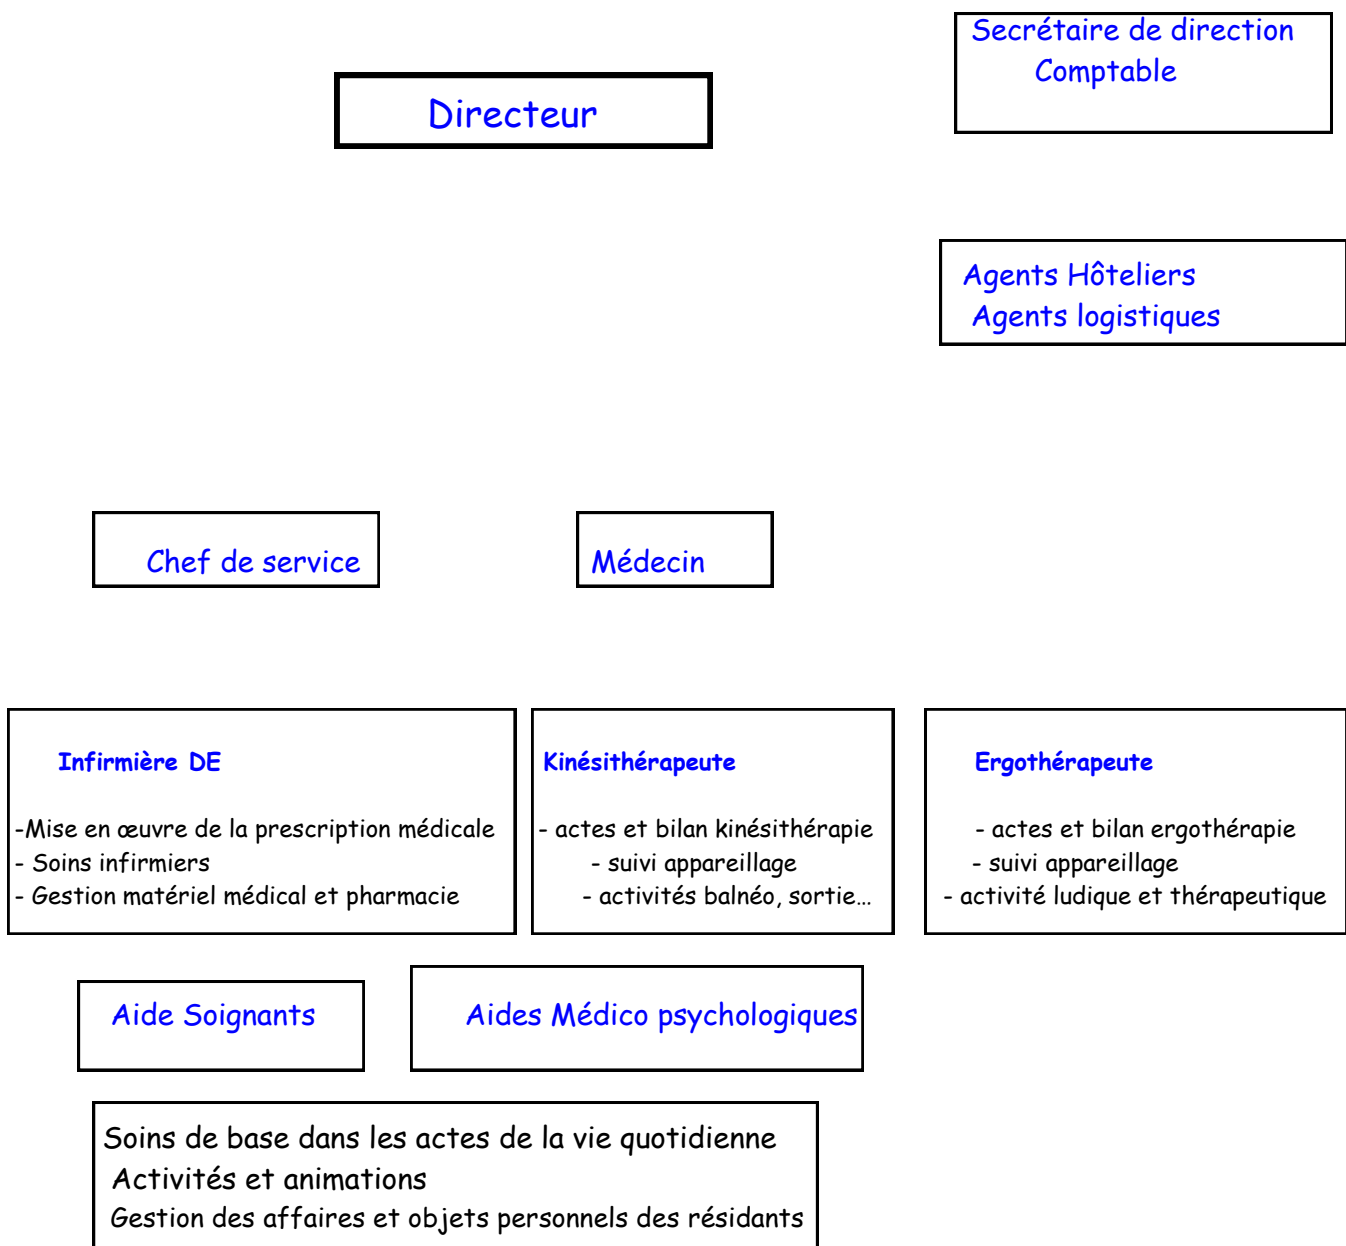 Secrétaire de direction
Comptable
Directeur
Agents Hôteliers
Agents logistiques
Chef de service
Médecin
Infirmière DE
-Mise en œuvre de la prescription médicale
- Soins infirmiers
- Gestion matériel médical et pharmacie
Kinésithérapeute
- actes et bilan kinésithérapie
- suivi appareillage
- activités balnéo, sortie…
Ergothérapeute
- actes et bilan ergothérapie
- suivi appareillage
- activité ludique et thérapeutique
Aide Soignants
Aides Médico psychologiques
Soins de base dans les actes de la vie quotidienne
Activités et animations
Gestion des affaires et objets personnels des résidants